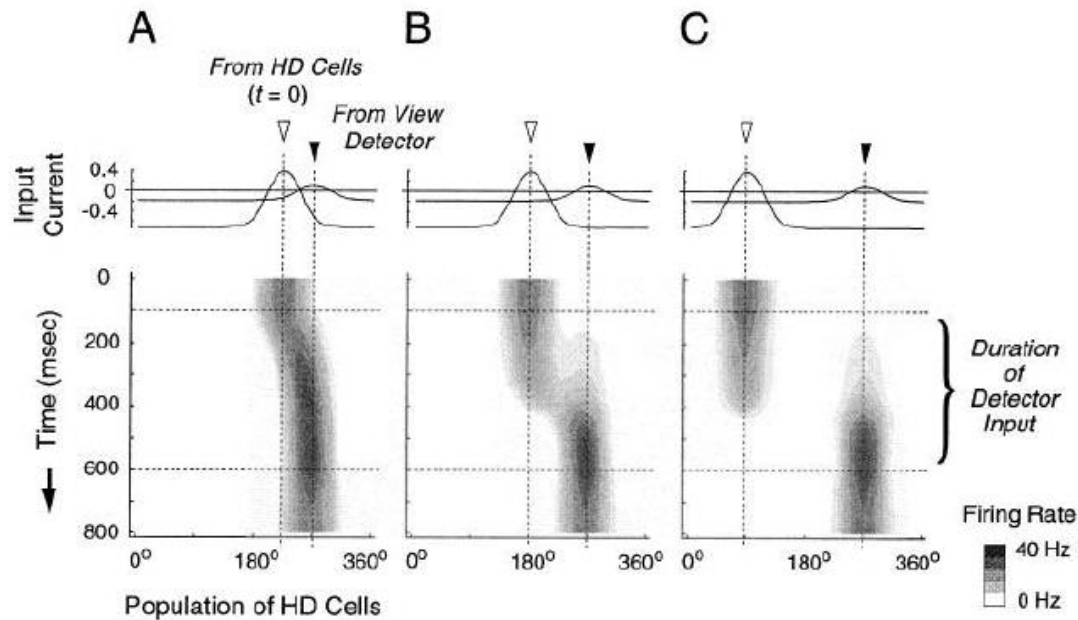 A
B
C
From HD Cells
(t = 0)
From View
Detector
Input
Current
0.4
0
-0.4
Time (msec)
0
200
400
600
800
0° 180° 360°
0° 180° 360°
0° 180° 360°
Population of HD Cells
Duration
of
Detector
Input
Firing Rate
40 Hz
0 Hz